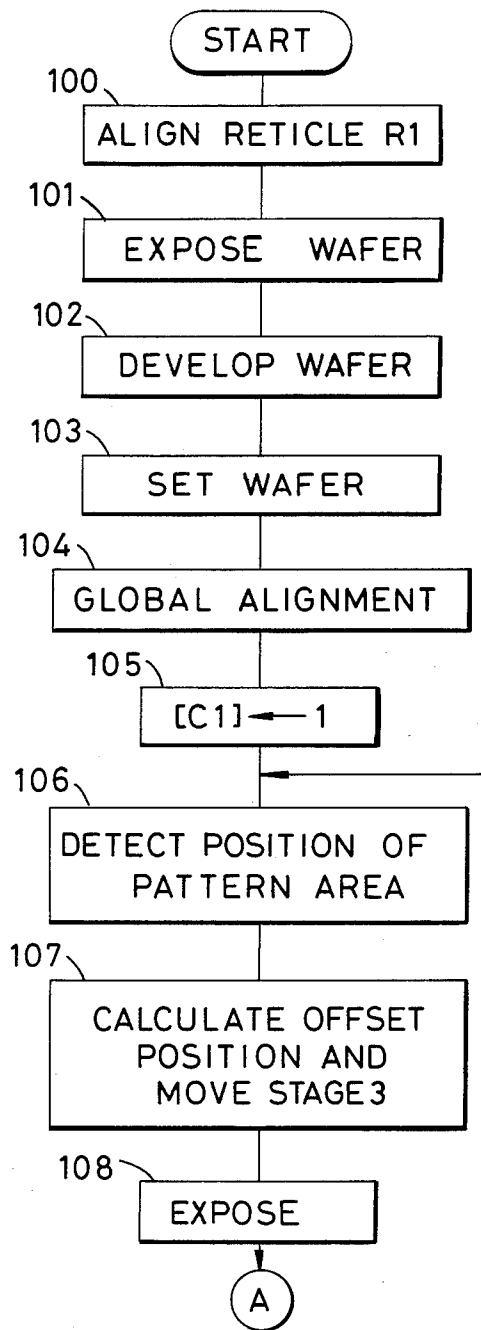 START
100
ALIGN RETICLE R1
101
EXPOSE WAFER
102
DEVELOP WAFER
103
SET WAFER
104
GLOBAL ALIGNMENT
105
[C1]←1
106
DETECT POSITION OF
PATTERN AREA
107
CALCULATE OFFSET
POSITION AND
MOVE STAGE3
108
EXPOSE
A